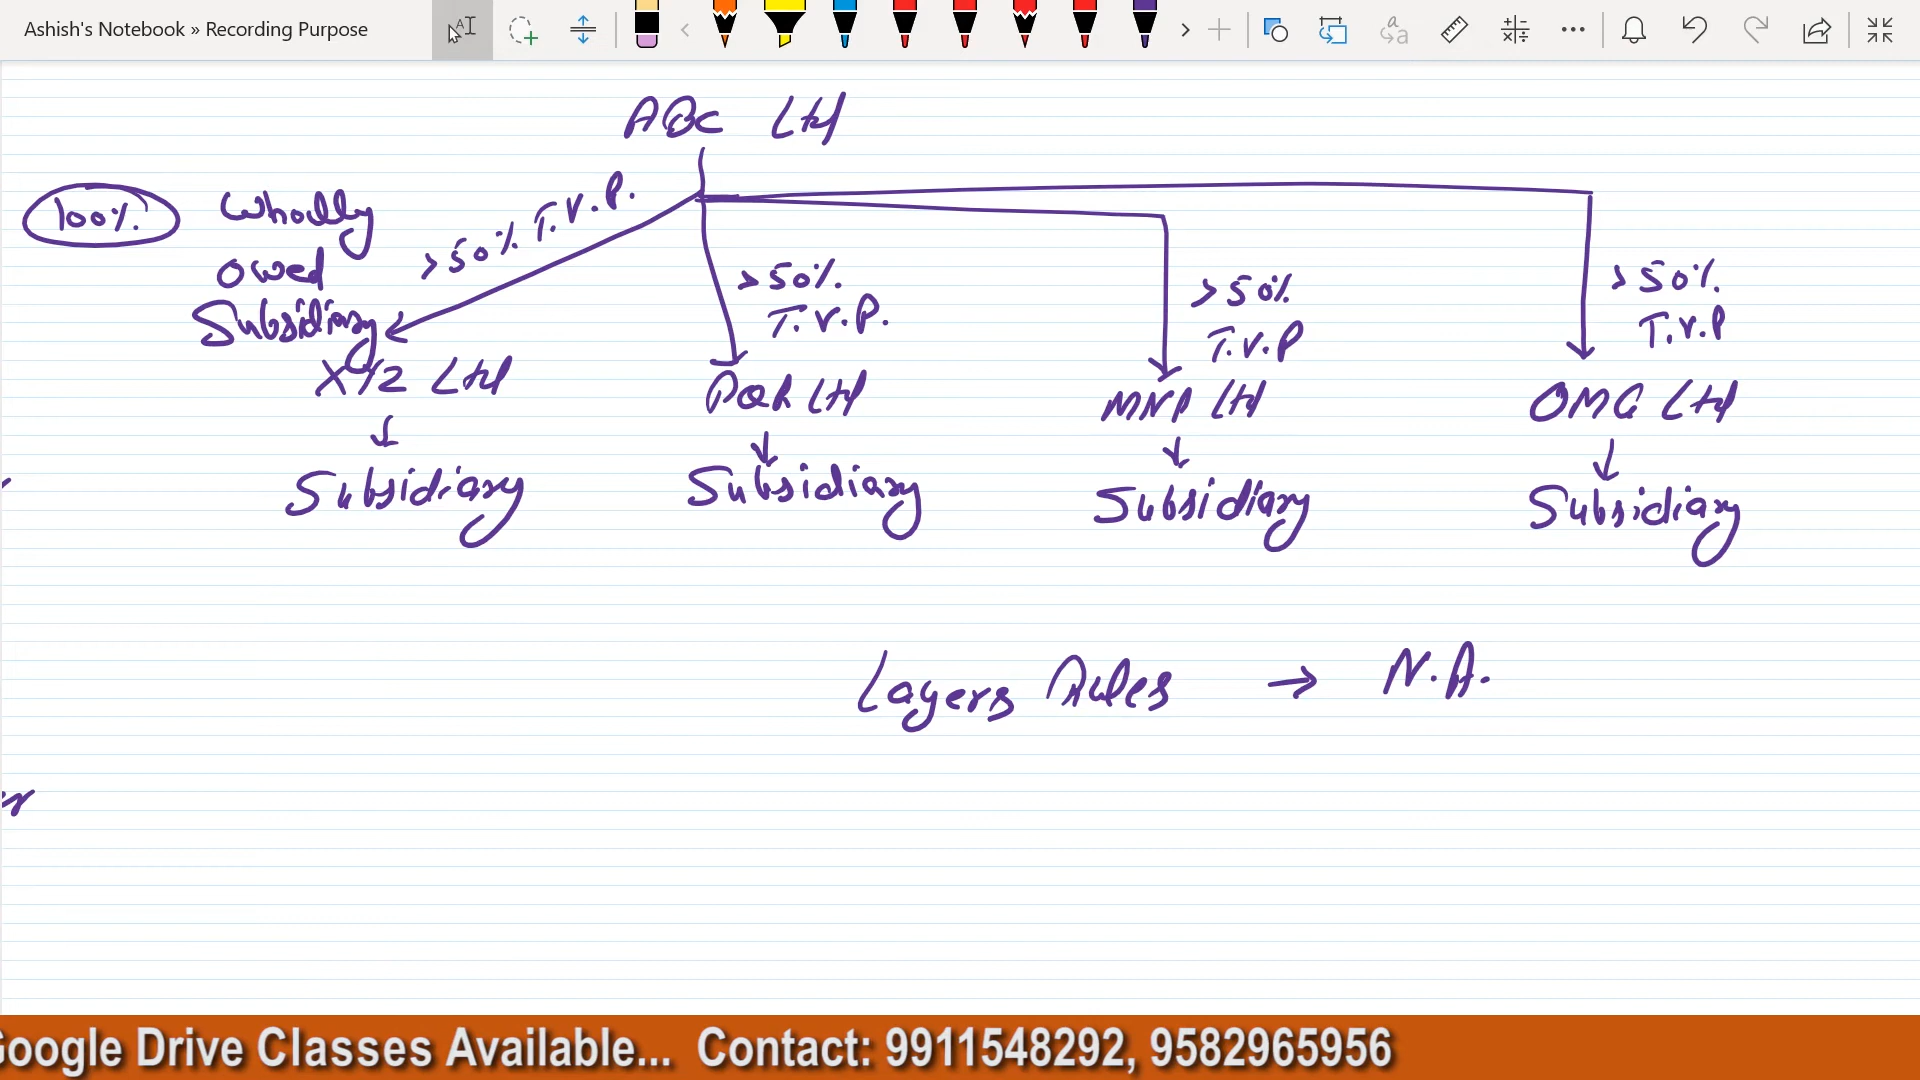 Ashish's Notebook » Recording Purpose
ABC Ltd
100% Wholly
owed
Subsidiary
> 50% T.V.P.
> 50%
T.V.P.
> 50%
T.V.P
> 50%
T.V.P
XYZ Ltd
PQR Ltd
MNP Ltd
OMG Ltd
Subsidiary
Subsidiary
Subsidiary
Subsidiary
Layers Rules → N.A.
Google Drive Classes Available... Contact: 9911548292, 9582965956